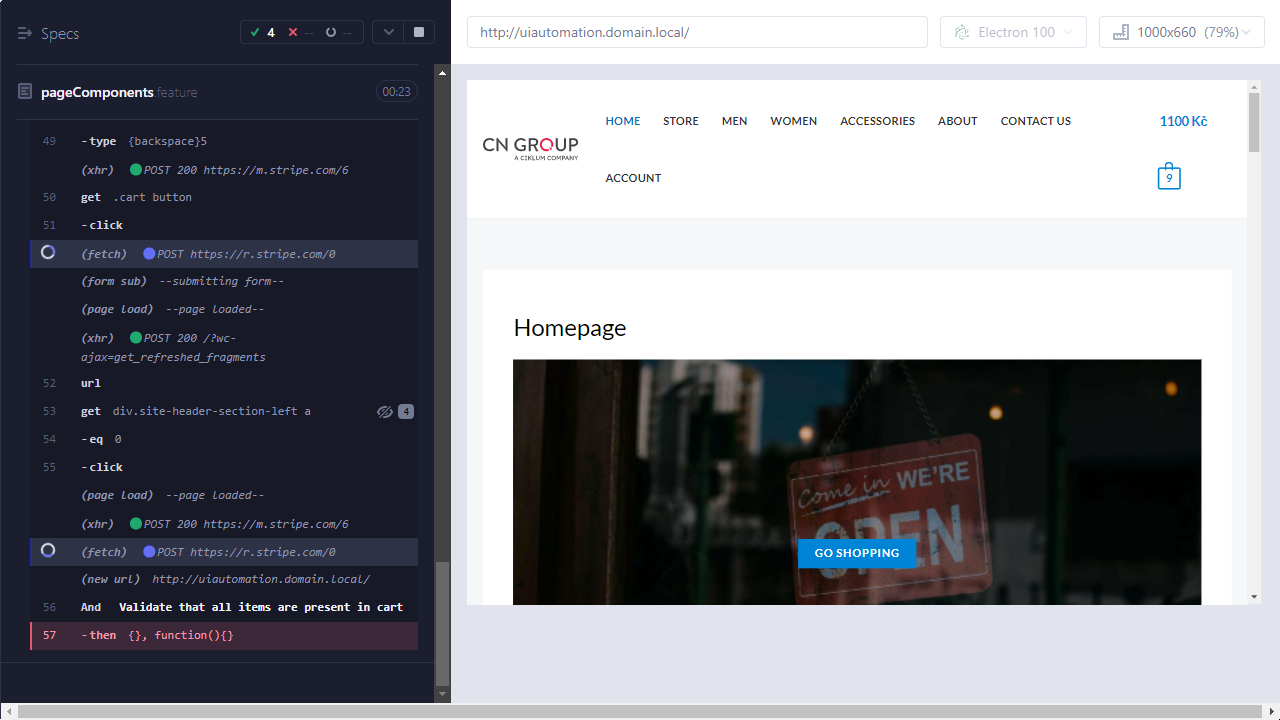 Specs
4
--
--
pageComponents.feature
00:23
49 -type {backspace}5
(xhr) POST 200 https://m.stripe.com/6
50 get .cart button
51 -click
(fetch) POST https://r.stripe.com/0
(form sub) --submitting form--
(page load) --page loaded--
(xhr) POST 200 /?wc-
ajax=get_refreshed_fragments
52 url
53 get div.site-header-section-left a 4
54 -eq 0
55 -click
(page load) --page loaded--
(xhr) POST 200 https://m.stripe.com/6
(fetch) POST https://r.stripe.com/0
(new url) http://uiautomation.domain.local/
56 And Validate that all items are present in cart
57 -then {}, function(){}
http://uiautomation.domain.local/
Electron 100
1000x660 (79%)
CN GROUP
A CIKLUM COMPANY
HOME STORE MEN WOMEN ACCESSORIES ABOUT CONTACT US
ACCOUNT
1100 Kč
9
Homepage
Come in WE'RE
OPEN
GO SHOPPING